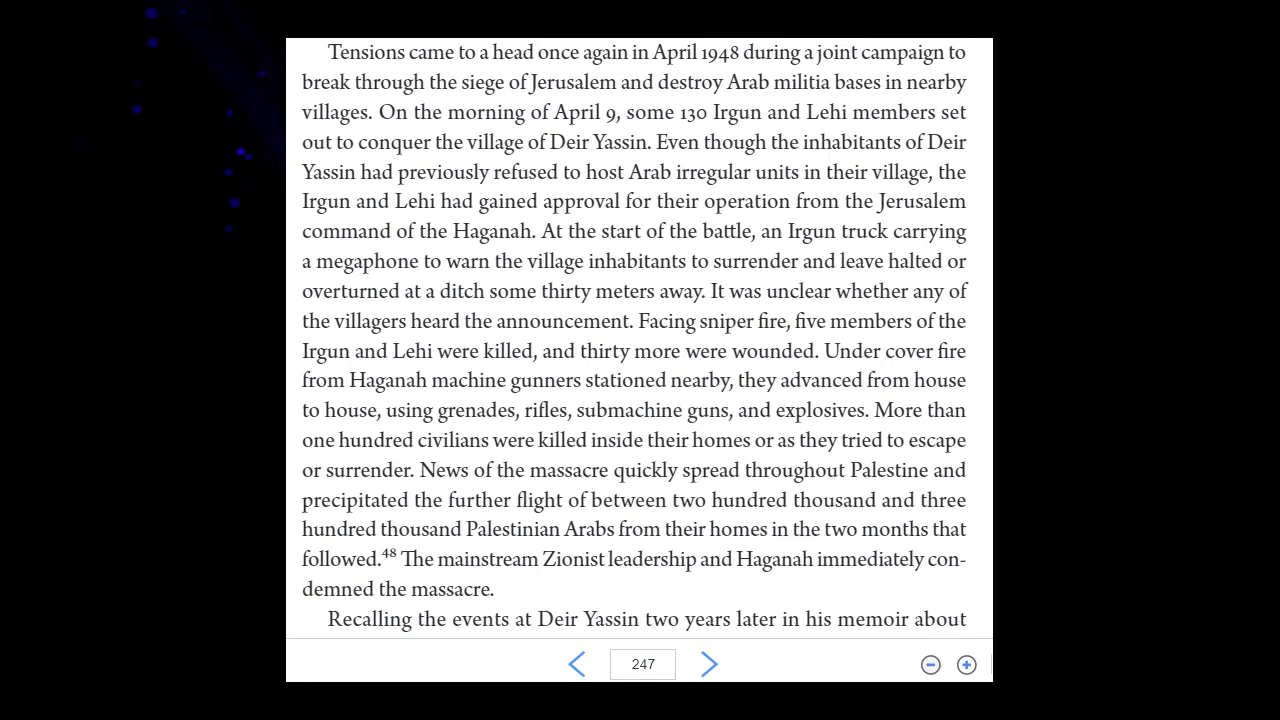 Tensions came to a head once again in April 1948 during a joint campaign to
break through the siege of Jerusalem and destroy Arab militia bases in nearby
villages. On the morning of April 9, some 130 Irgun and Lehi members set
out to conquer the village of Deir Yassin. Even though the inhabitants of Deir
Yassin had previously refused to host Arab irregular units in their village, the
Irgun and Lehi had gained approval for their operation from the Jerusalem
command of the Haganah. At the start of the battle, an Irgun truck carrying
a megaphone to warn the village inhabitants to surrender and leave halted or
overturned at a ditch some thirty meters away. It was unclear whether any of
the villagers heard the announcement. Facing sniper fire, five members of the
Irgun and Lehi were killed, and thirty more were wounded. Under cover fire
from Haganah machine gunners stationed nearby, they advanced from house
to house, using grenades, rifles, submachine guns, and explosives. More than
one hundred civilians were killed inside their homes or as they tried to escape
or surrender. News of the massacre quickly spread throughout Palestine and
precipitated the further flight of between two hundred thousand and three
hundred thousand Palestinian Arabs from their homes in the two months that
followed.⁴⁸ The mainstream Zionist leadership and Haganah immediately con-
demned the massacre.
Recalling the events at Deir Yassin two years later in his memoir about
247